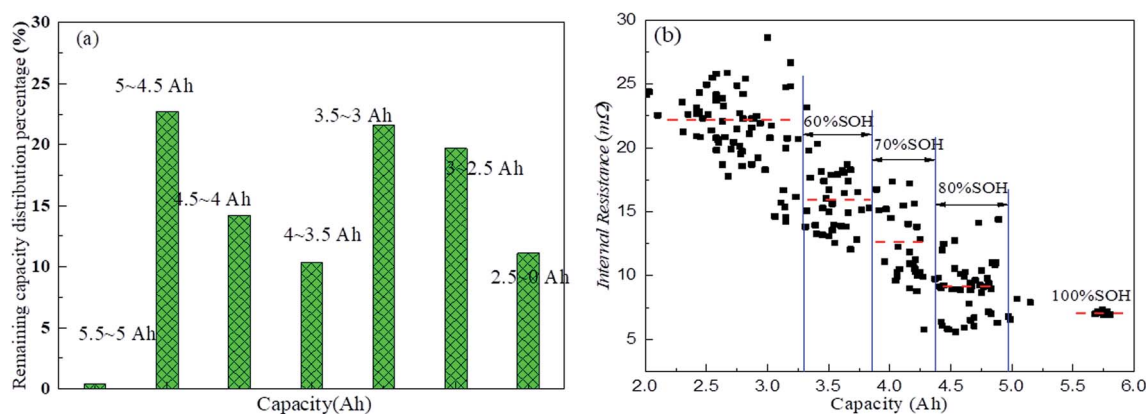 (a)
Remaining capacity distribution percentage (%)
30
25
20
15
10
5
0
5.5~5 Ah
5~4.5 Ah
4.5~4 Ah
4~3.5 Ah
3.5~3 Ah
3~2.5 Ah
2.5~0 Ah
Capacity(Ah)
(b)
Internal Resistance (mΩ)
30
25
20
15
10
5
60%SOH
70%SOH
80%SOH
100%SOH
2.0 2.5 3.0 3.5 4.0 4.5 5.0 5.5 6.0
Capacity (Ah)